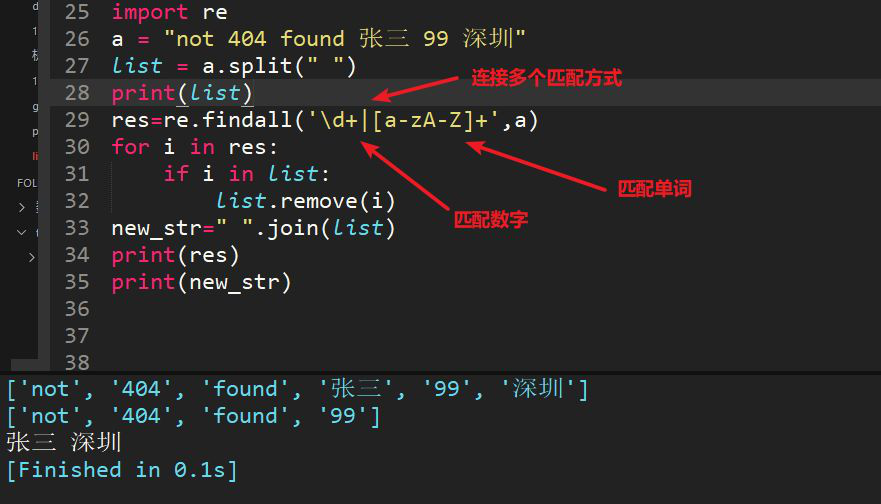 25 import re
26 a = "not 404 found 张三 99 深圳"
27 list = a.split(" ")
连接多个匹配方式
28 print(list)
29 res=re.findall('\d+|[a-zA-Z]+',a)
30 for i in res:
31 if i in list:
匹配单词
32 list.remove(i)
匹配数字
33 new_str=" ".join(list)
34 print(res)
35 print(new_str)
36
37
38
FOL
['not', '404', 'found', '张三', '99', '深圳']
['not', '404', 'found', '99']
张三 深圳
[Finished in 0.1s]